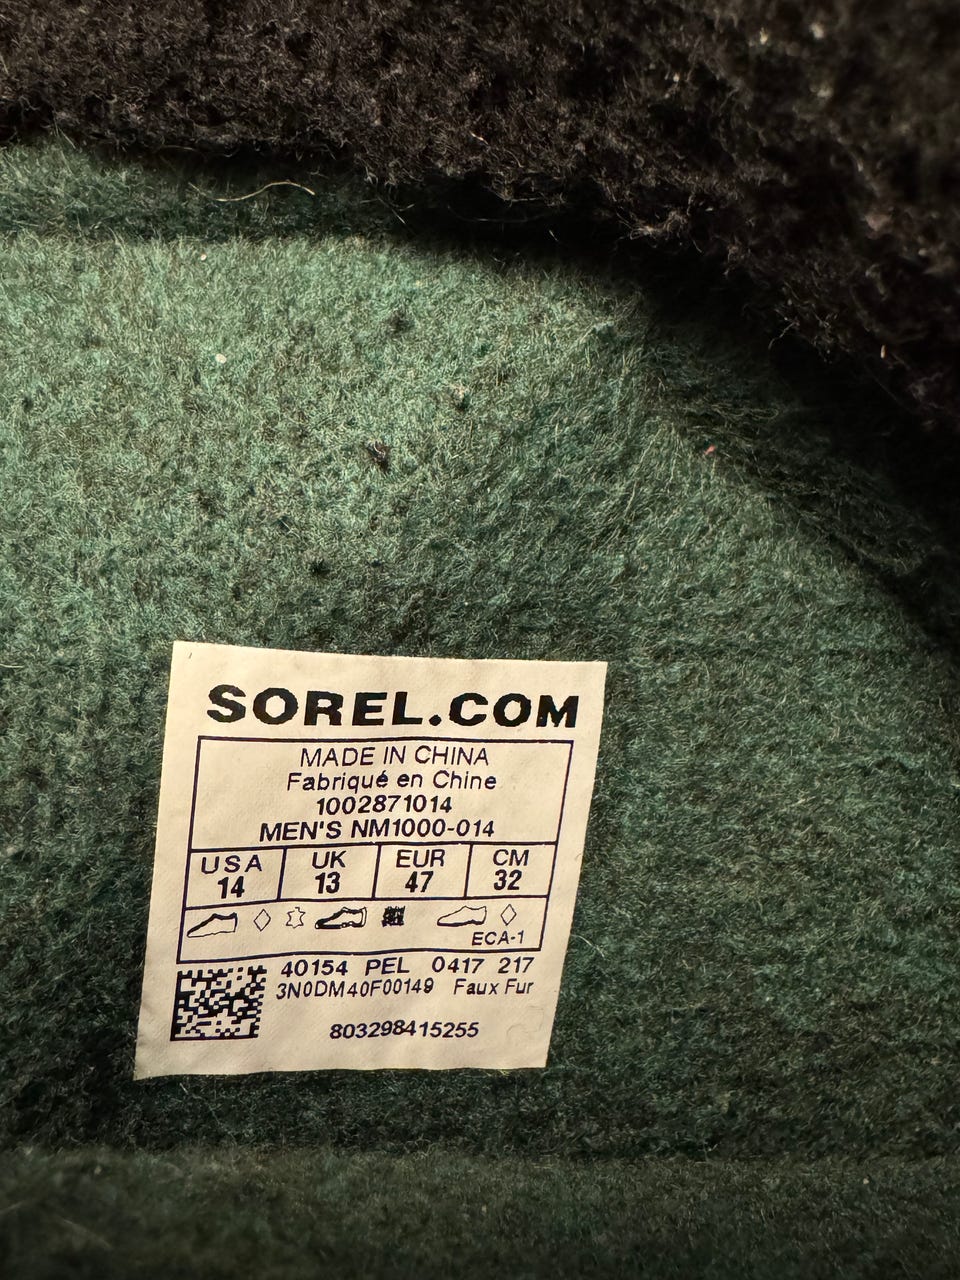 SOREL.COM
MADE IN CHINA
Fabriqué en Chine
1002871014
MEN'S NM1000-014
USA UK EUR CM
14 13 47 32
ECA-1
40154 PEL 0417 217
3N0DM40F00149 Faux Fur
803298415255